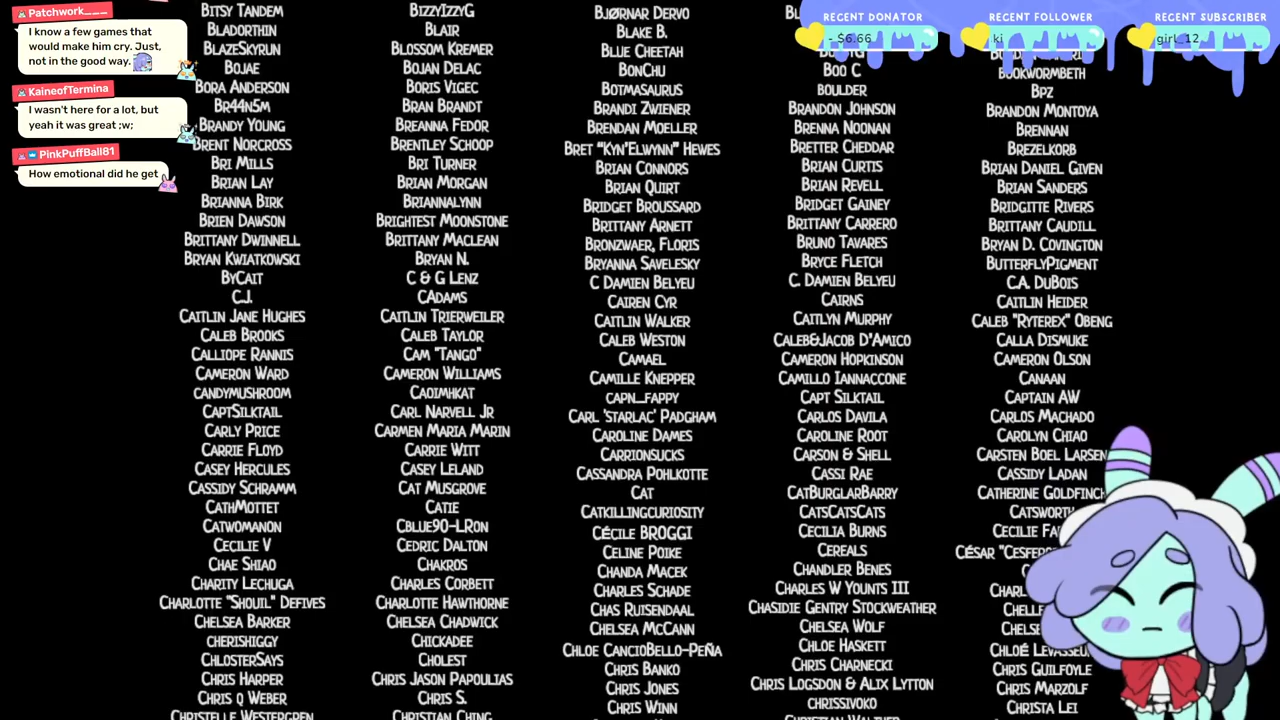 Patchwork___
I know a few games that
would make him cry. Just,
not in the good way.
KaineofTermina
I wasn't here for a lot, but
yeah it was great ;w;
PinkPuffBall81
How emotional did he get
RECENT DONATOR
- $6.66
RECENT FOLLOWER
ki
RECENT SUBSCRIBER
girl_12
Bitsy Tandem
Bladorthin
BlazeSkyrun
Bojae
Bora Anderson
Br44n5m
Brandy Young
Brent Norcross
Bri Mills
Brian Lay
Brianna Birk
Brien Dawson
Brittany Dwinnell
Bryan Kwiatkowski
ByCait
C.J.
Caitlin Jane Hughes
Caleb Brooks
Calliope Rannis
Cameron Ward
candymushroom
CaptSilktail
Carly Price
Carrie Floyd
Casey Hercules
Cassidy Schramm
CathMottet
Catwomanon
Cecilie V
Chae Shiao
Charity Lechuga
Charlotte "Shouil" Defives
Chelsea Barker
cherishiggy
ChlosterSays
Chris Harper
Chris Q Weber
Christelle Westergren
BizzyIzzyG
Blair
Blossom Kremer
Bojan Delac
Boris Vigec
Bran Brandt
Breanna Fedor
Brentley Schoop
Bri Turner
Brian Morgan
Briannalynn
Brightest Moonstone
Brittany Maclean
Bryan N.
C & G Lenz
CAdams
Caitlin Trierweiler
Caleb Taylor
Cam "Tango"
Cameron Williams
Caoimhkat
Carl Narvell Jr
Carmen Maria Marin
Carrie Witt
Casey Leland
Cat Musgrove
Catie
Cblue90-LRon
Cedric Dalton
Chakros
Charles Corbett
Charlotte Hawthorne
Chelsea Chadwick
Chickadee
Cholest
Chris Jason Papoulias
Chris S.
Christian Ching
Bjørnar Dervo
Blake B.
Blue Cheetah
BonChu
Botmasaurus
Brandi Zwiener
Brendan Moeller
Bret "Kyn'Elwynn" Hewes
Brian Connors
Brian Quirt
Bridget Broussard
Brittany Arnett
Bronzwaer, Floris
Bryanna Savelesky
C Damien Belyeu
Cairen Cyr
Caitlin Walker
Caleb Weston
Camael
Camille Knepper
capn_fappy
Carl 'starlac' Padgham
Caroline Dames
Carrionsucks
Cassandra Pohlkotte
Cat
Catkillingcuriosity
Cécile BROGGI
Celine Poike
Chanda Macek
Charles Schade
Chas Ruisendaal
Chelsea McCann
Chloe CancioBello-Peña
Chris Banko
Chris Jones
Chris Winn
Boo C
Boulder
Brandon Johnson
Brenna Noonan
Bretter Cheddar
Brian Curtis
Brian Revell
Bridget Gainey
Brittany Carrero
Bruno Tavares
Bryce Fletch
C. Damien Belyeu
Cairns
Caitlyn Murphy
Caleb&Jacob D'Amico
Cameron Hopkinson
Camillo Iannaccone
Capt Silktail
Carlos Davila
Caroline Root
Carson & Shell
Cassi Rae
CatBurglarBarry
CatsCatsCats
Cecilia Burns
Cereals
Chandler Benes
Charles W Younts III
Chasidie Gentry Stockweather
Chelsea Wolf
Chloe Haskett
Chris Charnecki
Chris Logsdon & Alix Lytton
chrissivoko
Christian Walther
Bookwormbeth
Bpz
Brandon Montoya
Brennan
Brezelkorb
Brian Daniel Given
Brian Sanders
Bridgitte Rivers
Brittany Caudill
Bryan D. Covington
ButterflyPigment
C.A. DuBois
Caitlin Heider
Caleb "Ryterex" Obeng
Calla Dismuke
Cameron Olson
Canaan
Captain AW
Carlos Machado
Carolyn Chiao
Carsten Boel Larsen
Cassidy Ladan
Catherine Goldfinch
Catsworth
Cecilie
César
Chloé
Chris Guilfoyle
Chris Marzolf
Christa Lei